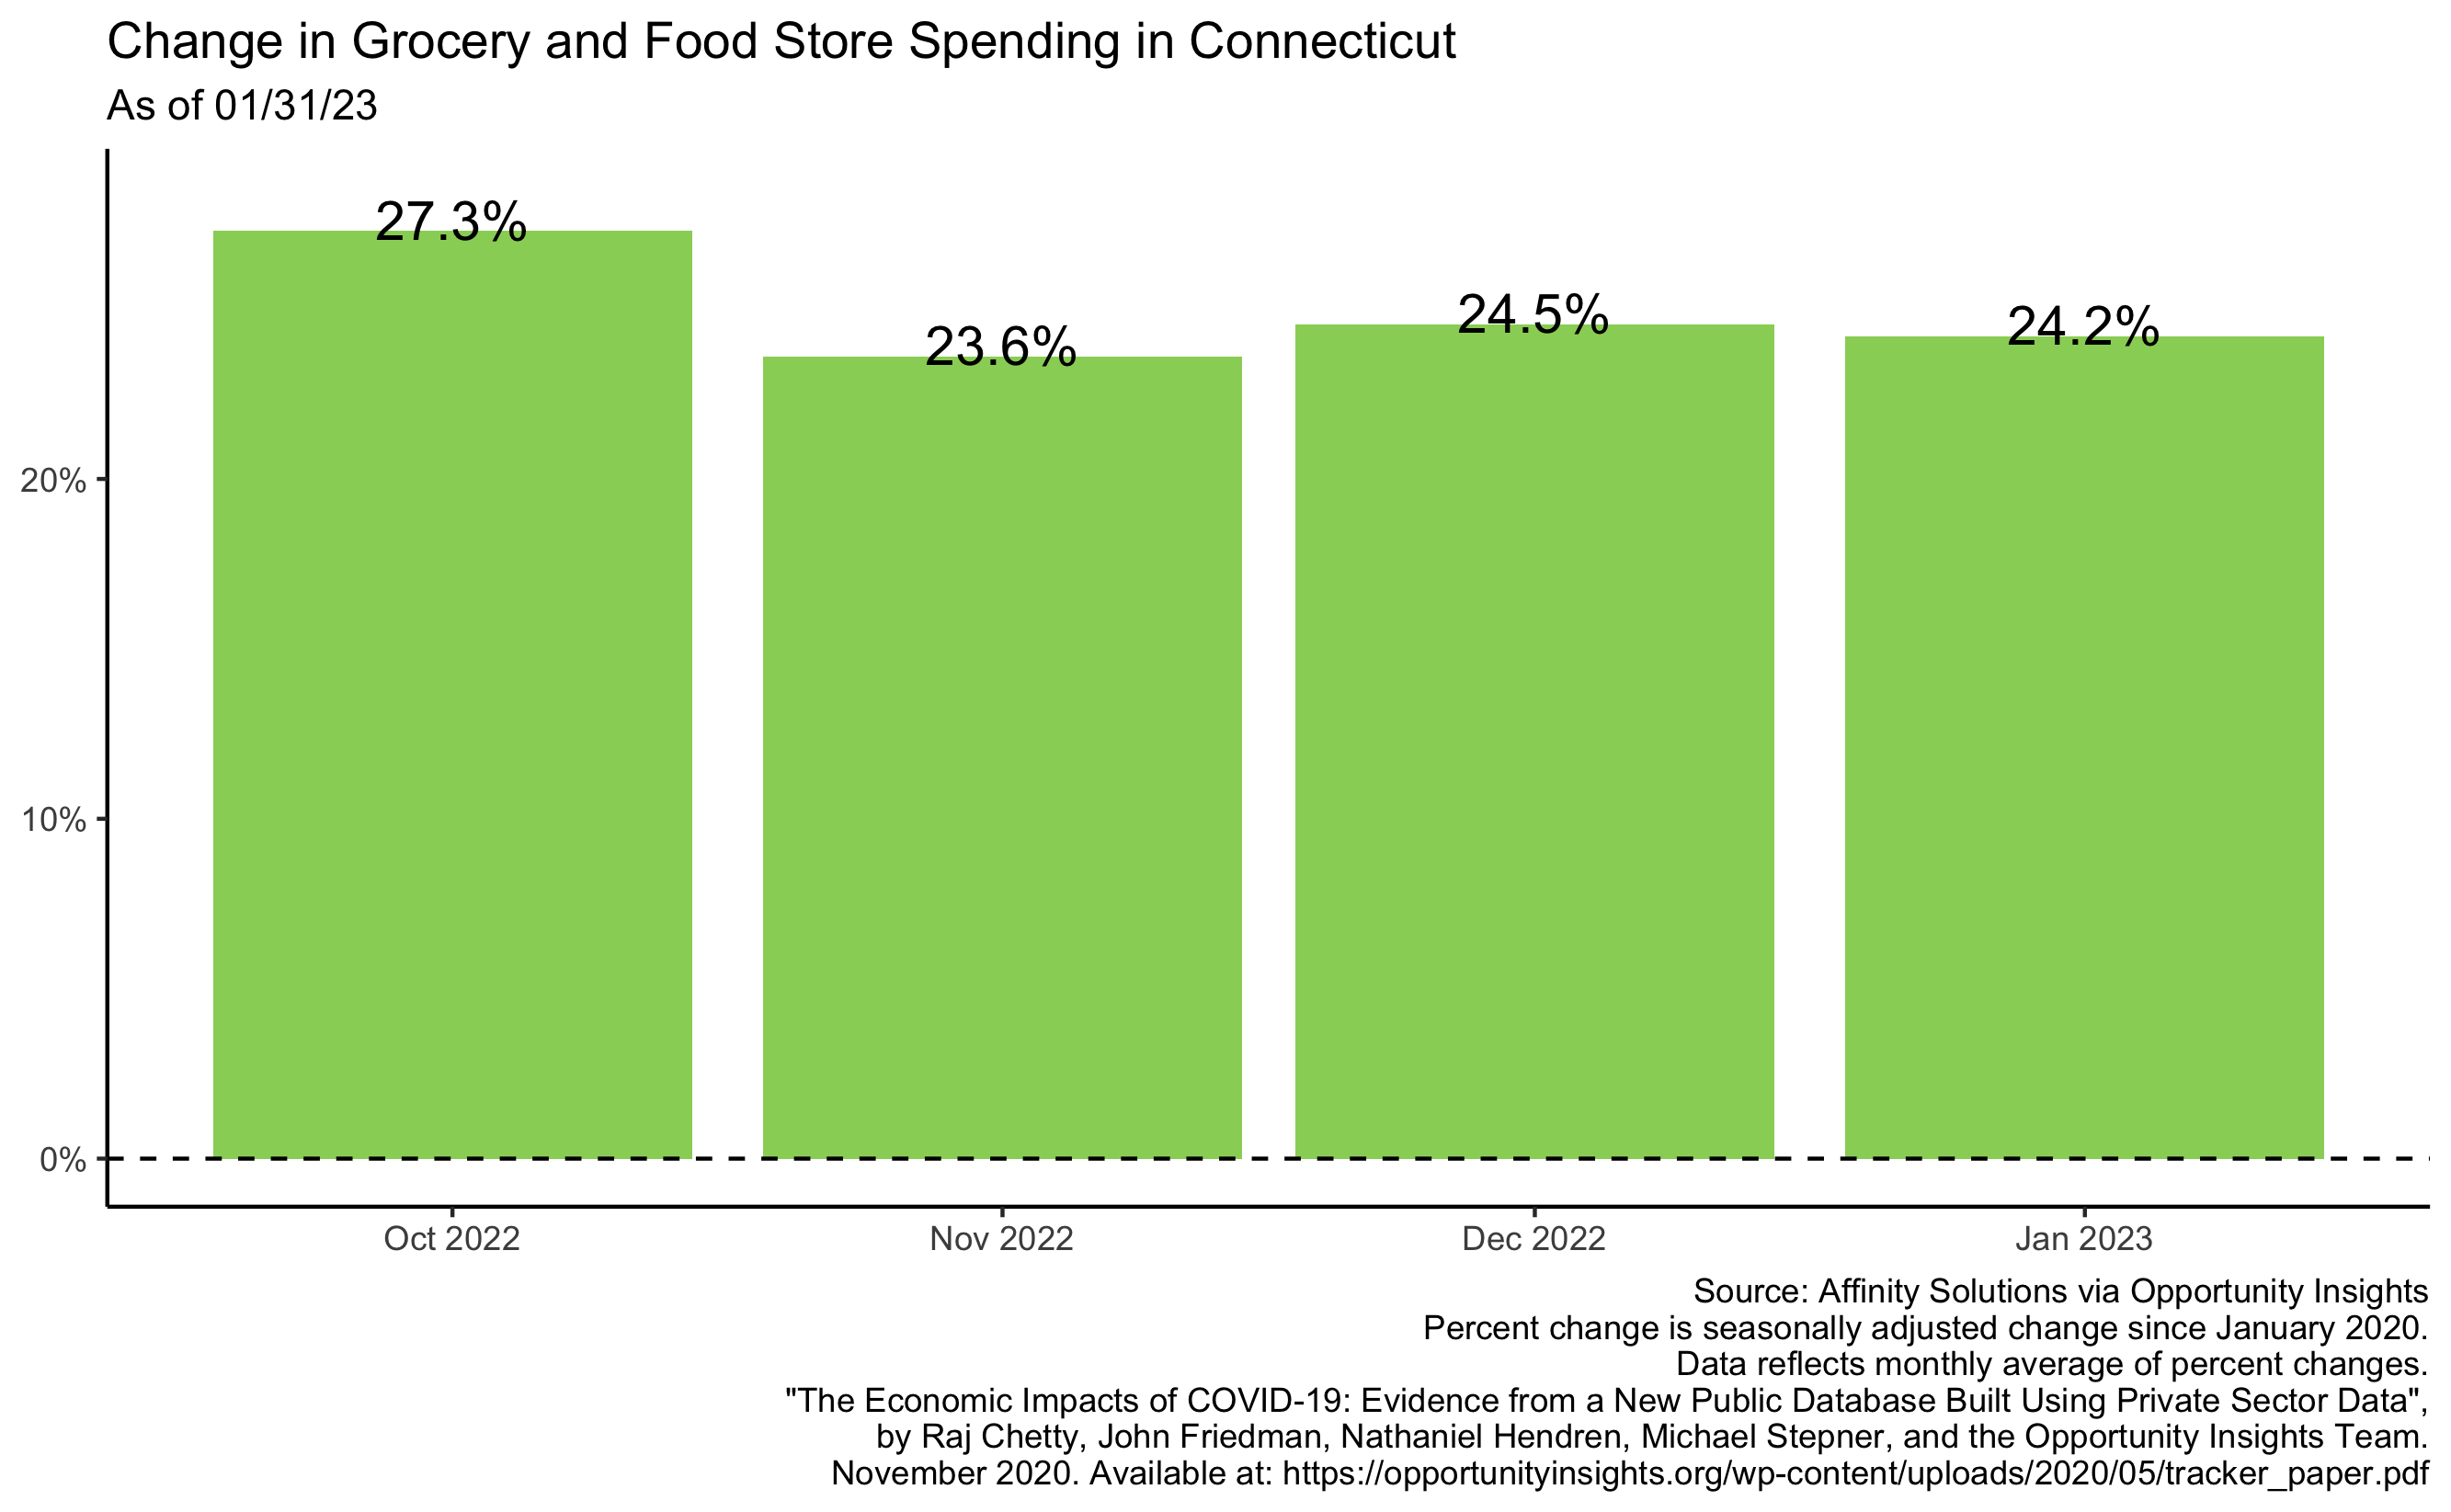 Change in Grocery and Food Store Spending in Connecticut
As of 01/31/23
27.3%
23.6%
24.5%
24.2%
20%
10%
0%
Oct 2022
Nov 2022
Dec 2022
Jan 2023
Source: Affinity Solutions via Opportunity Insights
Percent change is seasonally adjusted change since January 2020.
Data reflects monthly average of percent changes.
"The Economic Impacts of COVID-19: Evidence from a New Public Database Built Using Private Sector Data",
by Raj Chetty, John Friedman, Nathaniel Hendren, Michael Stepner, and the Opportunity Insights Team.
November 2020. Available at: https://opportunityinsights.org/wp-content/uploads/2020/05/tracker_paper.pdf